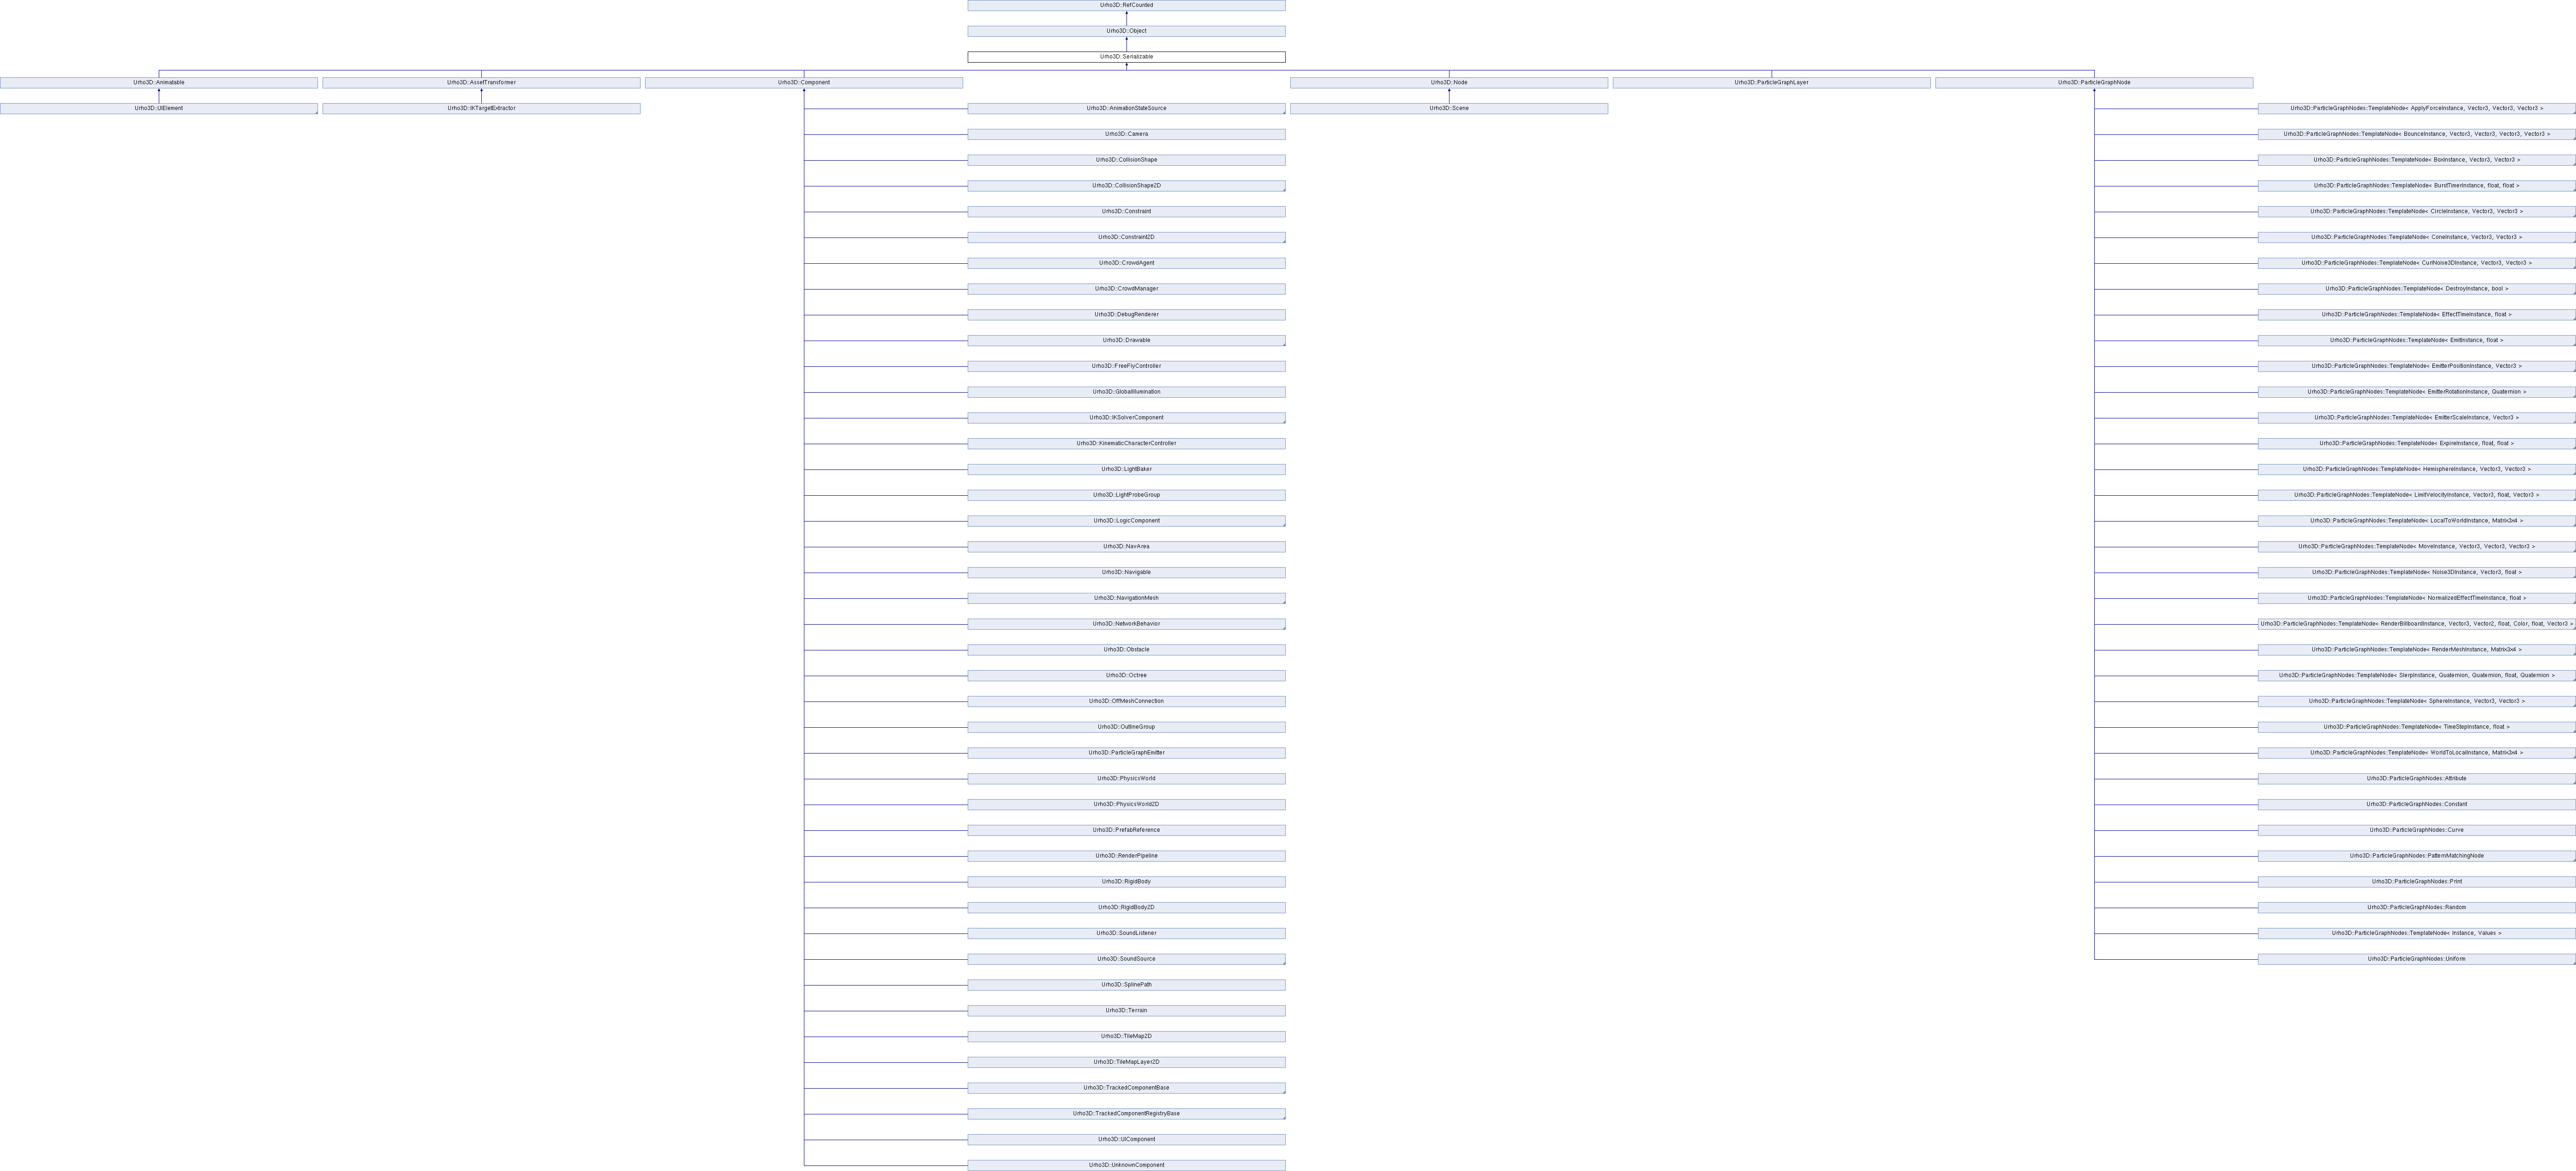 Urho3D::RefCounted
Urho3D::Object
Urho3D::Serializable
Urho3D::Animatable
Urho3D::AssetTransformer
Urho3D::Component
Urho3D::Node
Urho3D::ParticleGraphLayer
Urho3D::ParticleGraphNode
Urho3D::UIElement
Urho3D::IKTargetExtractor
Urho3D::AnimationStateSource
Urho3D::Camera
Urho3D::CollisionShape
Urho3D::CollisionShape2D
Urho3D::Constraint
Urho3D::Constraint2D
Urho3D::CrowdAgent
Urho3D::CrowdManager
Urho3D::DebugRenderer
Urho3D::Drawable
Urho3D::FreeFlyController
Urho3D::GlobalIllumination
Urho3D::IKSolverComponent
Urho3D::KinematicCharacterController
Urho3D::LightBaker
Urho3D::LightProbeGroup
Urho3D::LogicComponent
Urho3D::NavArea
Urho3D::Navigable
Urho3D::NavigationMesh
Urho3D::NetworkBehavior
Urho3D::Obstacle
Urho3D::Octree
Urho3D::OffMeshConnection
Urho3D::OutlineGroup
Urho3D::ParticleGraphEmitter
Urho3D::PhysicsWorld
Urho3D::PhysicsWorld2D
Urho3D::PrefabReference
Urho3D::RenderPipeline
Urho3D::RigidBody
Urho3D::RigidBody2D
Urho3D::SoundListener
Urho3D::SoundSource
Urho3D::SplinePath
Urho3D::Terrain
Urho3D::TileMap2D
Urho3D::TileMapLayer2D
Urho3D::TrackedComponentBase
Urho3D::TrackedComponentRegistryBase
Urho3D::UIComponent
Urho3D::UnknownComponent
Urho3D::Scene
Urho3D::ParticleGraphNodes::TemplateNode< ApplyForceInstance, Vector3, Vector3, Vector3 >
Urho3D::ParticleGraphNodes::TemplateNode< BounceInstance, Vector3, Vector3, Vector3, Vector3 >
Urho3D::ParticleGraphNodes::TemplateNode< BoxInstance, Vector3, Vector3 >
Urho3D::ParticleGraphNodes::TemplateNode< BurstTimerInstance, float, float >
Urho3D::ParticleGraphNodes::TemplateNode< CircleInstance, Vector3, Vector3 >
Urho3D::ParticleGraphNodes::TemplateNode< ConeInstance, Vector3, Vector3 >
Urho3D::ParticleGraphNodes::TemplateNode< CurlNoise3DInstance, Vector3, Vector3 >
Urho3D::ParticleGraphNodes::TemplateNode< DestroyInstance, bool >
Urho3D::ParticleGraphNodes::TemplateNode< EffectTimeInstance, float >
Urho3D::ParticleGraphNodes::TemplateNode< EmitInstance, float >
Urho3D::ParticleGraphNodes::TemplateNode< EmitterPositionInstance, Vector3 >
Urho3D::ParticleGraphNodes::TemplateNode< EmitterRotationInstance, Quaternion >
Urho3D::ParticleGraphNodes::TemplateNode< EmitterScaleInstance, Vector3 >
Urho3D::ParticleGraphNodes::TemplateNode< ExpireInstance, float, float >
Urho3D::ParticleGraphNodes::TemplateNode< HemisphereInstance, Vector3, Vector3 >
Urho3D::ParticleGraphNodes::TemplateNode< LimitVelocityInstance, Vector3, float, Vector3 >
Urho3D::ParticleGraphNodes::TemplateNode< LocalToWorldInstance, Matrix3x4 >
Urho3D::ParticleGraphNodes::TemplateNode< MoveInstance, Vector3, Vector3, Vector3 >
Urho3D::ParticleGraphNodes::TemplateNode< Noise3DInstance, Vector3, float >
Urho3D::ParticleGraphNodes::TemplateNode< NormalizedEffectTimeInstance, float >
Urho3D::ParticleGraphNodes::TemplateNode< RenderBillboardInstance, Vector3, Vector2, float, Color, float, Vector3 >
Urho3D::ParticleGraphNodes::TemplateNode< RenderMeshInstance, Matrix3x4 >
Urho3D::ParticleGraphNodes::TemplateNode< SlerpInstance, Quaternion, Quaternion, float, Quaternion >
Urho3D::ParticleGraphNodes::TemplateNode< SphereInstance, Vector3, Vector3 >
Urho3D::ParticleGraphNodes::TemplateNode< TimeStepInstance, float >
Urho3D::ParticleGraphNodes::TemplateNode< WorldToLocalInstance, Matrix3x4 >
Urho3D::ParticleGraphNodes::Attribute
Urho3D::ParticleGraphNodes::Constant
Urho3D::ParticleGraphNodes::Curve
Urho3D::ParticleGraphNodes::PatternMatchingNode
Urho3D::ParticleGraphNodes::Print
Urho3D::ParticleGraphNodes::Random
Urho3D::ParticleGraphNodes::TemplateNode< Instance, Values >
Urho3D::ParticleGraphNodes::Uniform